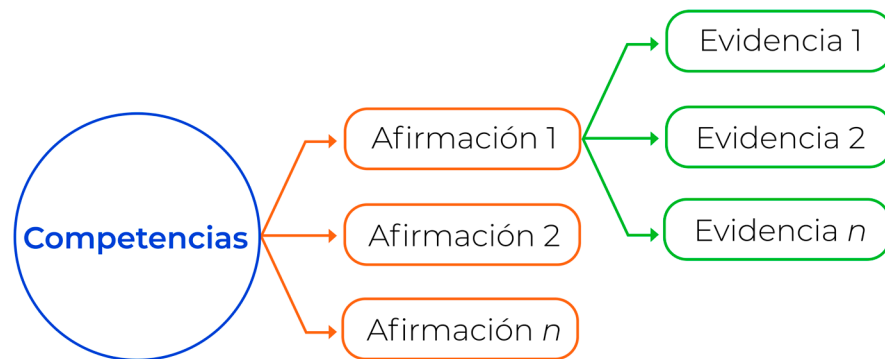 Competencias
Afirmación 1
Afirmación 2
Afirmación n
Evidencia 1
Evidencia 2
Evidencia n